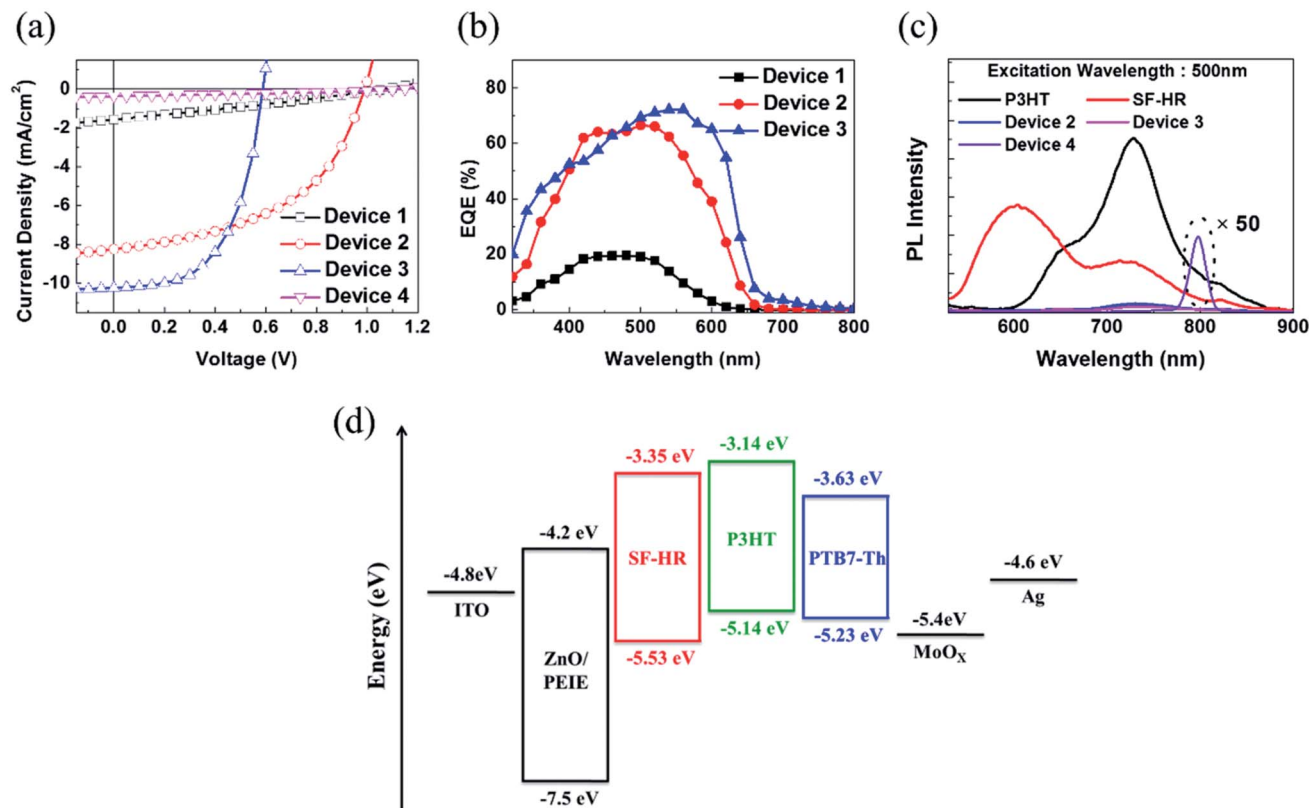 (a)
Current Density (mA/cm²)
0
-2
-4
-6
-8
-10
0.0
0.2
0.4
0.6
0.8
1.0
1.2
Voltage (V)
Device 1
Device 2
Device 3
Device 4
(b)
EQE (%)
80
60
40
20
0
400
500
600
700
800
Wavelength (nm)
Device 1
Device 2
Device 3
(c)
PL Intensity
Excitation Wavelength : 500nm
P3HT
SF-HR
Device 2
Device 3
Device 4
× 50
600
700
800
900
Wavelength (nm)
(d)
Energy (eV)
-4.8eV
ITO
-4.2 eV
ZnO/
PEIE
-7.5 eV
-3.35 eV
SF-HR
-5.53 eV
-3.14 eV
P3HT
-5.14 eV
-3.63 eV
PTB7-Th
-5.23 eV
-5.4eV
MoOₓ
-4.6 eV
Ag